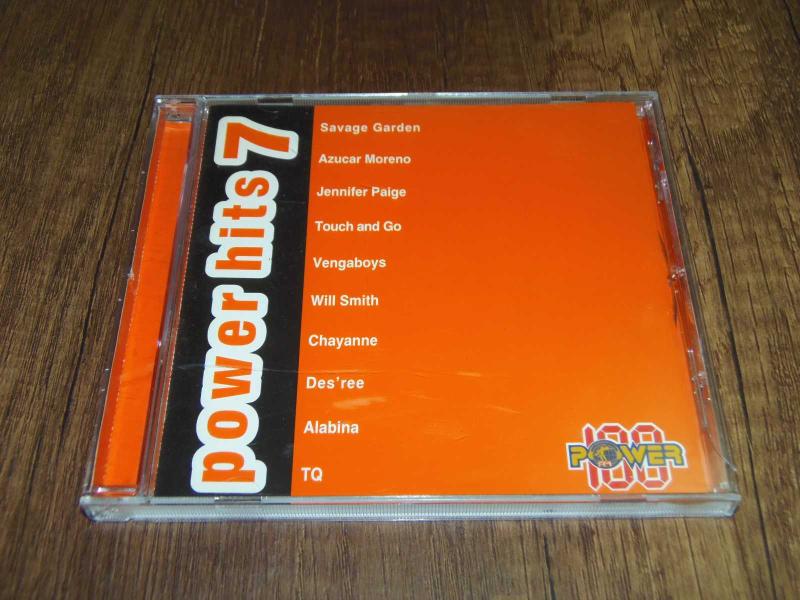 power hits 7
Savage Garden
Azucar Moreno
Jennifer Paige
Touch and Go
Vengaboys
Will Smith
Chayanne
Des'ree
Alabina
TQ
100
POWER